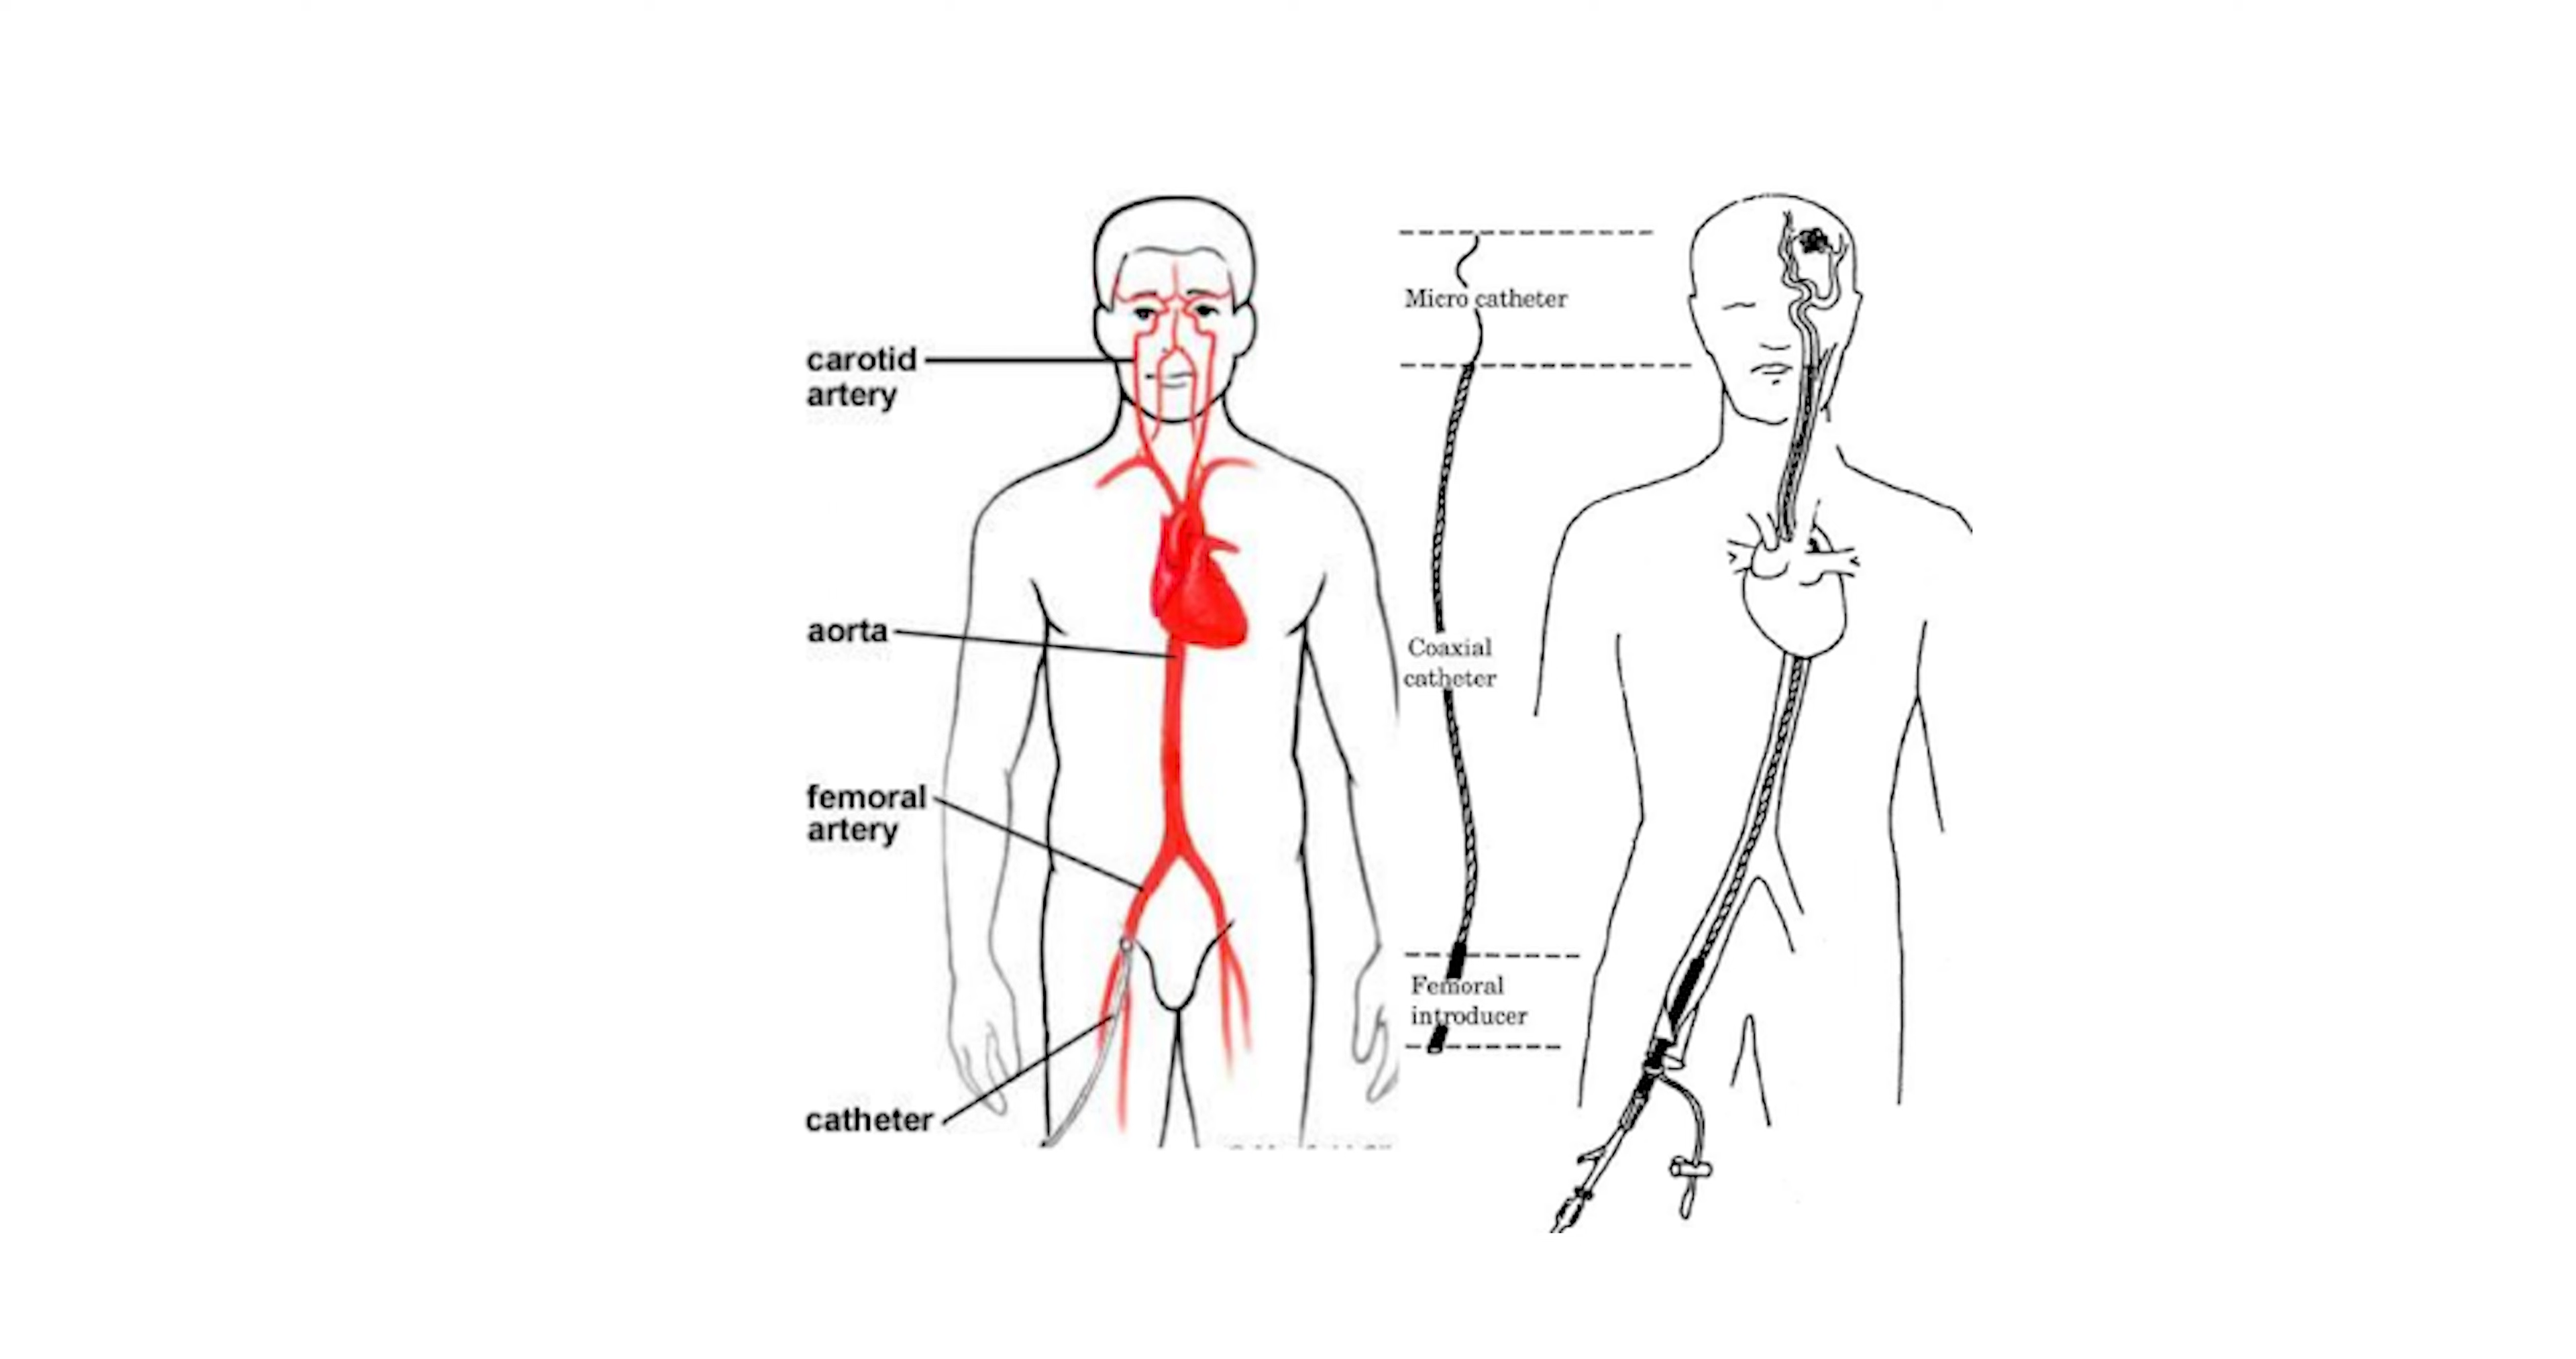 carotid
artery
aorta
femoral
artery
catheter
Micro catheter
Coaxial
catheter
Femoral
introducer